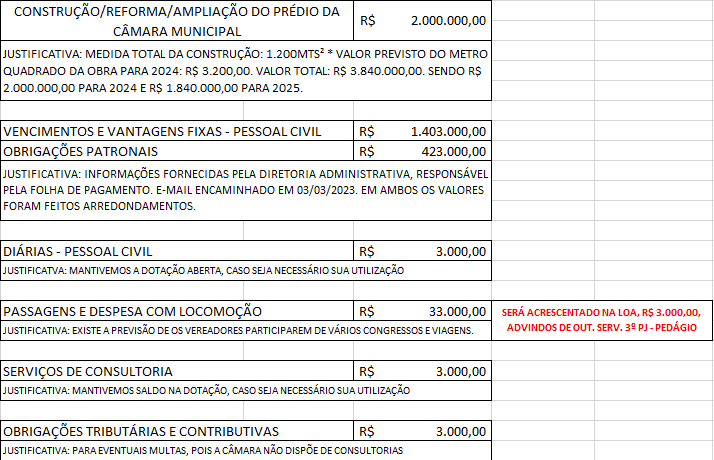 CONSTRUÇÃO/REFORMA/AMPLIAÇÃO DO PRÉDIO DA
CÂMARA MUNICIPAL R$ 2.000.000,00
JUSTIFICATIVA: MEDIDA TOTAL DA CONSTRUÇÃO: 1.200MTS² * VALOR PREVISTO DO METRO
QUADRADO DA OBRA PARA 2024: R$ 3.200,00. VALOR TOTAL: R$ 3.840.000,00. SENDO R$
2.000.000,00 PARA 2024 E R$ 1.840.000,00 PARA 2025.
VENCIMENTOS E VANTAGENS FIXAS - PESSOAL CIVIL R$ 1.403.000,00
OBRIGAÇÕES PATRONAIS R$ 423.000,00
JUSTIFICATIVA: INFORMAÇÕES FORNECIDAS PELA DIRETORIA ADMINISTRATIVA, RESPONSÁVEL
PELA FOLHA DE PAGAMENTO. E-MAIL ENCAMINHADO EM 03/03/2023. EM AMBOS OS VALORES
FORAM FEITOS ARREDONDAMENTOS.
DIÁRIAS - PESSOAL CIVIL R$ 3.000,00
JUSTIFICATVA: MANTIVEMOS A DOTAÇÃO ABERTA, CASO SEJA NECESSÁRIO SUA UTILIZAÇÃO
PASSAGENS E DESPESA COM LOCOMOÇÃO R$ 33.000,00
JUSTIFICATIVA: EXISTE A PREVISÃO DE OS VEREADORES PARTICIPAREM DE VÁRIOS CONGRESSOS E VIAGENS.
SERÁ ACRESCENTADO NA LOA, R$ 3.000,00,
ADVINDOS DE OUT. SERV. 3º PJ - PEDÁGIO
SERVIÇOS DE CONSULTORIA R$ 3.000,00
JUSTIFICATIVA: MANTIVEMOS SALDO NA DOTAÇÃO, CASO SEJA NECESSÁRIO SUA UTILIZAÇÃO
OBRIGAÇÕES TRIBUTÁRIAS E CONTRIBUTIVAS R$ 3.000,00
JUSTIFICATIVA: PARA EVENTUAIS MULTAS, POIS A CÂMARA NÃO DISPÕE DE CONSULTORIAS